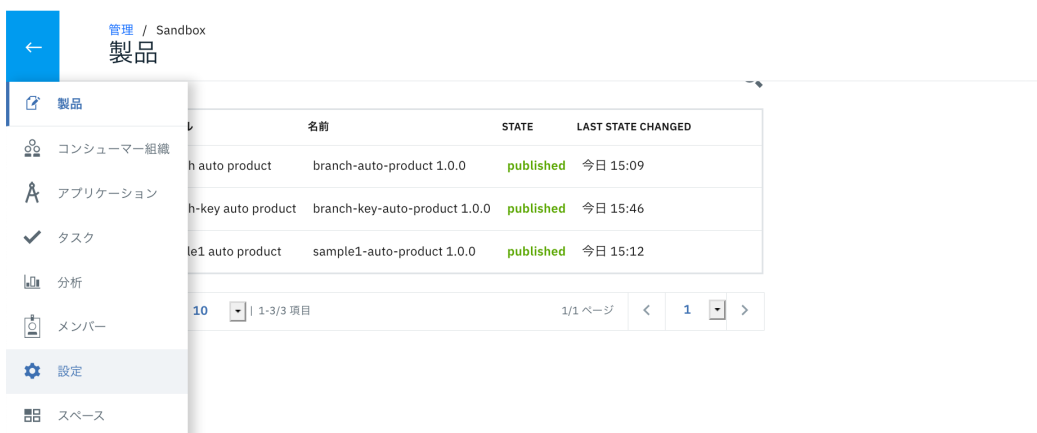 管理 / Sandbox
製品
製品
コンシューマー組織
アプリケーション
タスク
分析
メンバー
設定
スペース
ル 名前 STATE LAST STATE CHANGED
h auto product branch-auto-product 1.0.0 published 今日 15:09
h-key auto product branch-key-auto-product 1.0.0 published 今日 15:46
le1 auto product sample1-auto-product 1.0.0 published 今日 15:12
10 | 1-3/3 項目 1/1 ページ 1